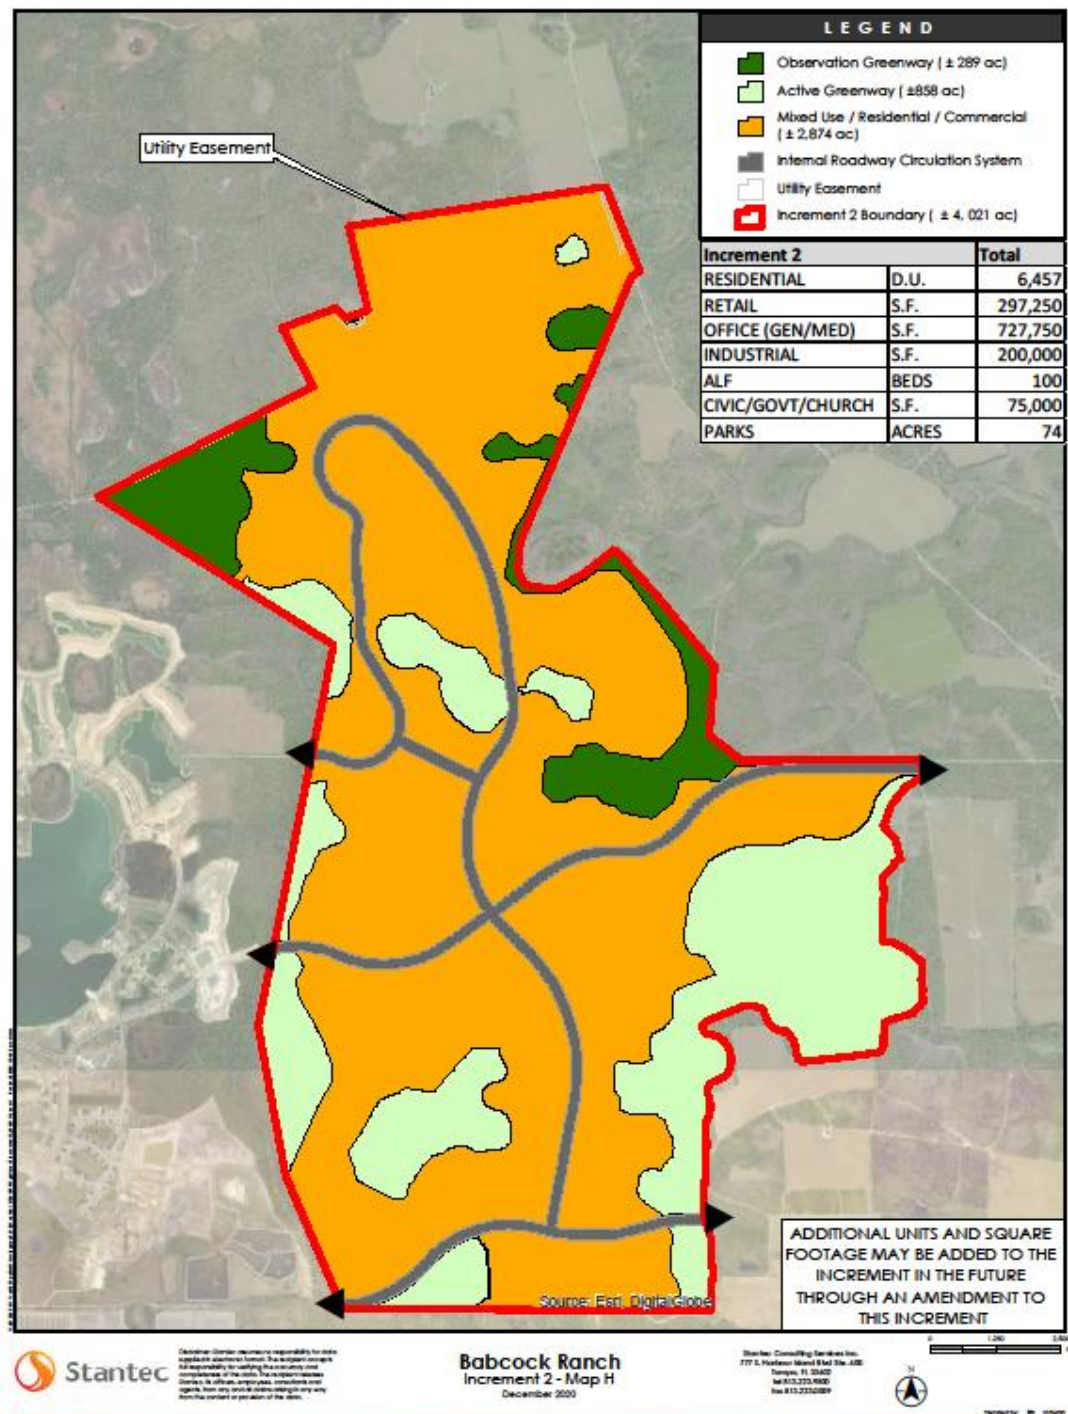 LEGEND
Observation Greenway ( ± 289 ac)
Active Greenway ( ±858 ac)
Mixed Use / Residential / Commercial
( ± 2,874 ac)
Internal Roadway Circulation System
Utility Easement
Increment 2 Boundary ( ± 4, 021 ac)
Utility Easement
Increment 2 Total
RESIDENTIAL D.U. 6,457
RETAIL S.F. 297,250
OFFICE (GEN/MED) S.F. 727,750
INDUSTRIAL S.F. 200,000
ALF BEDS 100
CIVIC/GOVT/CHURCH S.F. 75,000
PARKS ACRES 74
ADDITIONAL UNITS AND SQUARE
FOOTAGE MAY BE ADDED TO THE
INCREMENT IN THE FUTURE
THROUGH AN AMENDMENT TO
THIS INCREMENT
Source: Esri, DigitalGlobe
Stantec
Babcock Ranch
Increment 2 - Map H
December 2020
Stantec Consulting Services Inc.
N